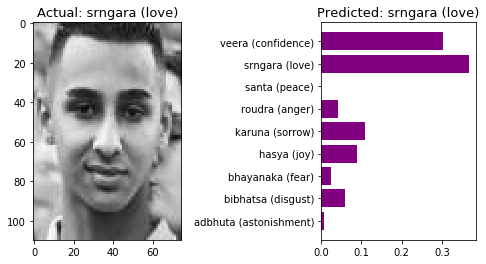 Actual: srngara (love)
0
20
40
60
80
100
0 20 40 60
Predicted: srngara (love)
veera (confidence)
srngara (love)
santa (peace)
roudra (anger)
karuna (sorrow)
hasya (joy)
bhayanaka (fear)
bibhatsa (disgust)
adbhuta (astonishment)
0.0 0.1 0.2 0.3